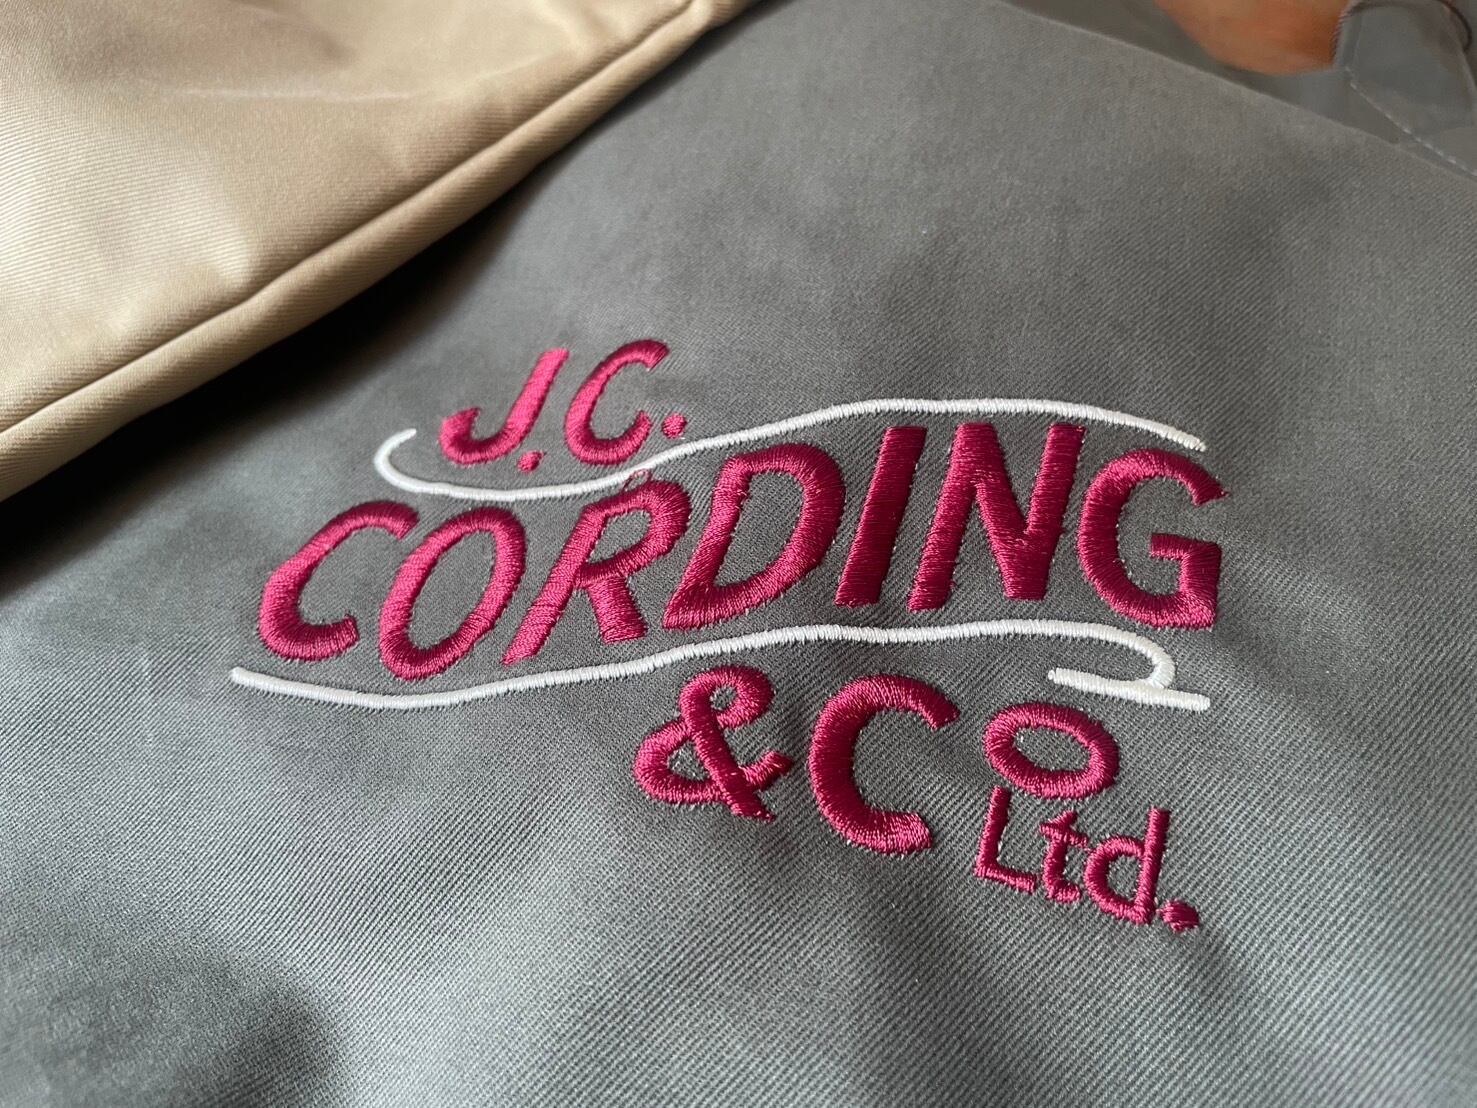 J.C.
CORDING
& Co
Ltd.